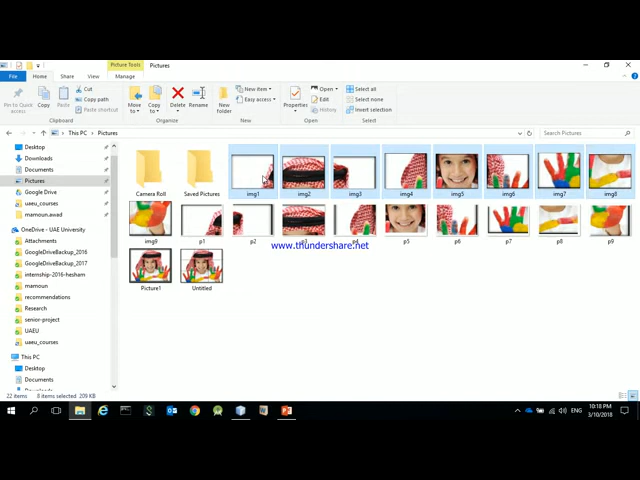 Picture Tools
Pictures
File
Home
Share
View
Manage
Pin to Quick access
Copy
Paste
Cut
Copy path
Paste shortcut
Clipboard
Move to
Copy to
Delete
Rename
Organize
New folder
New item
Easy access
New
Properties
Open
Edit
History
Open
Select all
Select none
Invert selection
Select
This PC > Pictures
Search Pictures
Desktop
Downloads
Documents
Pictures
Google Drive
uaeu_courses
mamoun.awad
OneDrive - UAE University
Attachments
GoogleDriveBackup_2016
GoogleDriveBackup_2017
internship-2016-hesham
mamoun
recommendations
Research
senior-project
UAEU
uaeu_courses
This PC
Desktop
Documents
Camera Roll
Saved Pictures
img1
img2
img3
img4
img5
img6
img7
img8
img9
p1
p2
p3
p4
p5
p6
p7
p8
p9
www.thundershare.net
Picture1
Untitled
22 items
8 items selected 209 KB
ENG
10:18 PM
3/10/2018